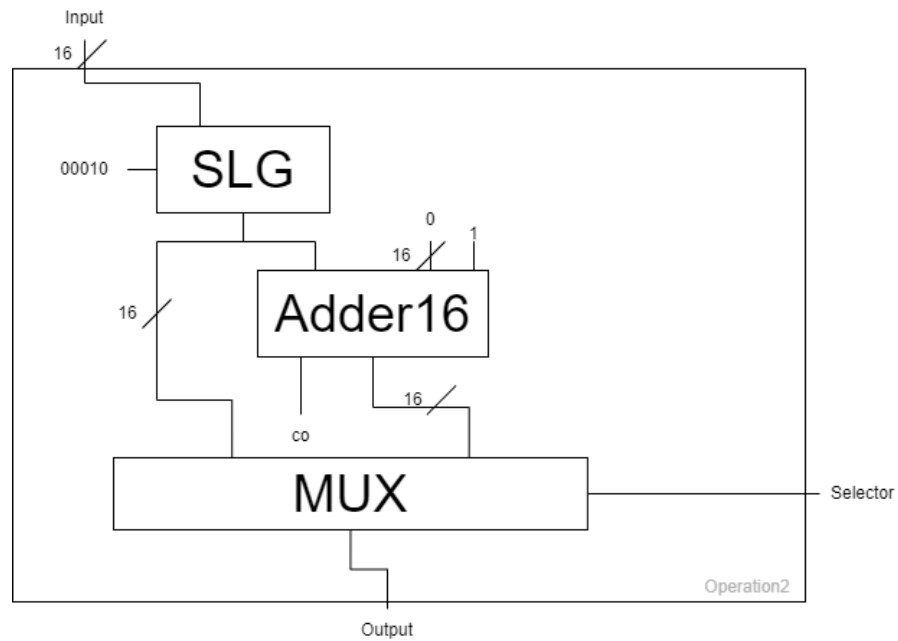 Input
16
SLG
00010
0
1
16
Adder16
16
16
co
MUX
Selector
Operation2
Output